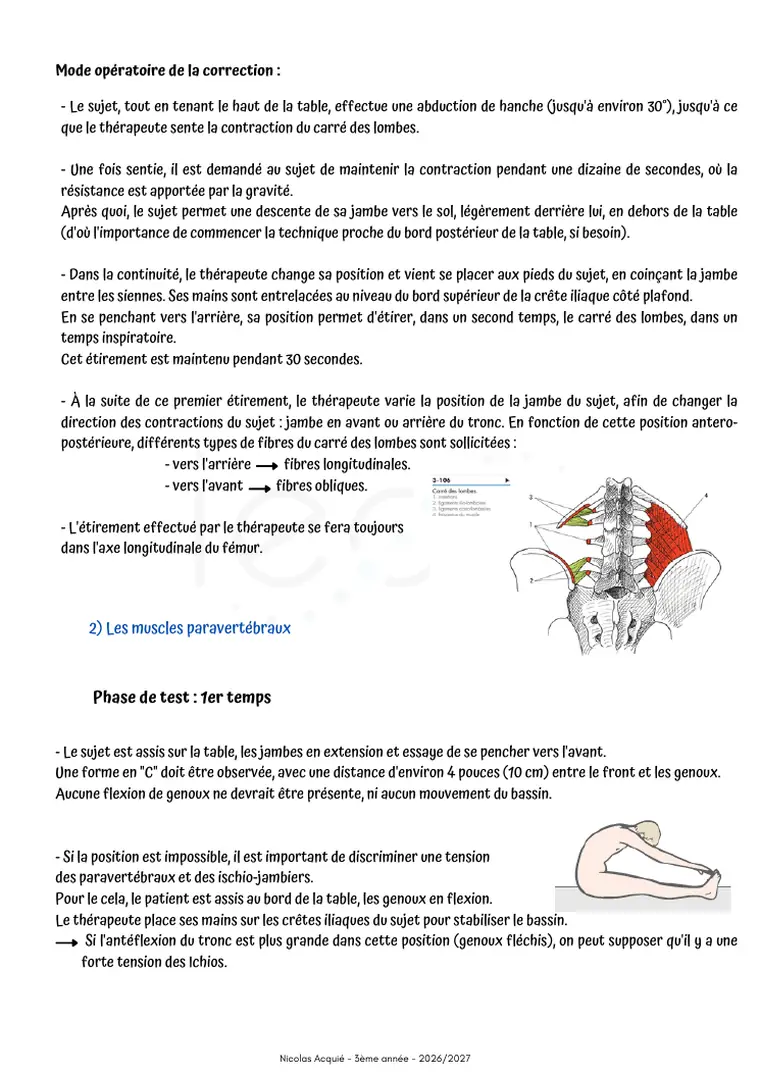 Mode opératoire de la correction :
- Le sujet, tout en tenant le haut de la table, effectue une abduction de hanche (jusqu'à environ 30°), jusqu'à ce
que le thérapeute sente la contraction du carré des lombes.
- Une fois sentie, il est demandé au sujet de maintenir la contraction pendant une dizaine de secondes, où la
résistance est apportée par la gravité.
Après quoi, le sujet permet une descente de sa jambe vers le sol, légèrement derrière lui, en dehors de la table
(d'où l'importance de commencer la technique proche du bord postérieur de la table, si besoin).
- Dans la continuité, le thérapeute change sa position et vient se placer aux pieds du sujet, en coinçant la jambe
entre les siennes. Ses mains sont entrelacées au niveau du bord supérieur de la crête iliaque côté plafond.
En se penchant vers l'arrière, sa position permet d'étirer, dans un second temps, le carré des lombes, dans un
temps inspiratoire.
Cet étirement est maintenu pendant 30 secondes.
- À la suite de ce premier étirement, le thérapeute varie la position de la jambe du sujet, afin de changer la
direction des contractions du sujet : jambe en avant ou arrière du tronc. En fonction de cette position antero-
postérieure, différents types de fibres du carré des lombes sont sollicitées :
- vers l'arrière → fibres longitudinales.
- vers l'avant → fibres obliques.
3-106
Carré des lombes
3
4
1
2
- L'étirement effectué par le thérapeute se fera toujours
dans l'axe longitudinale du fémur.
2) Les muscles paravertébraux
Phase de test : 1er temps
- Le sujet est assis sur la table, les jambes en extension et essaye de se pencher vers l'avant.
Une forme en "C" doit être observée, avec une distance d'environ 4 pouces (10 cm) entre le front et les genoux.
Aucune flexion de genoux ne devrait être présente, ni aucun mouvement du bassin.
- Si la position est impossible, il est important de discriminer une tension
des paravertébraux et des ischio-jambiers.
Pour le cela, le patient est assis au bord de la table, les genoux en flexion.
Le thérapeute place ses mains sur les crêtes iliaques du sujet pour stabiliser le bassin.
→ Si l'antéflexion du tronc est plus grande dans cette position (genoux fléchis), on peut supposer qu'il y a une
forte tension des Ichios.
Nicolas Acquié - 3ème année - 2026/2027